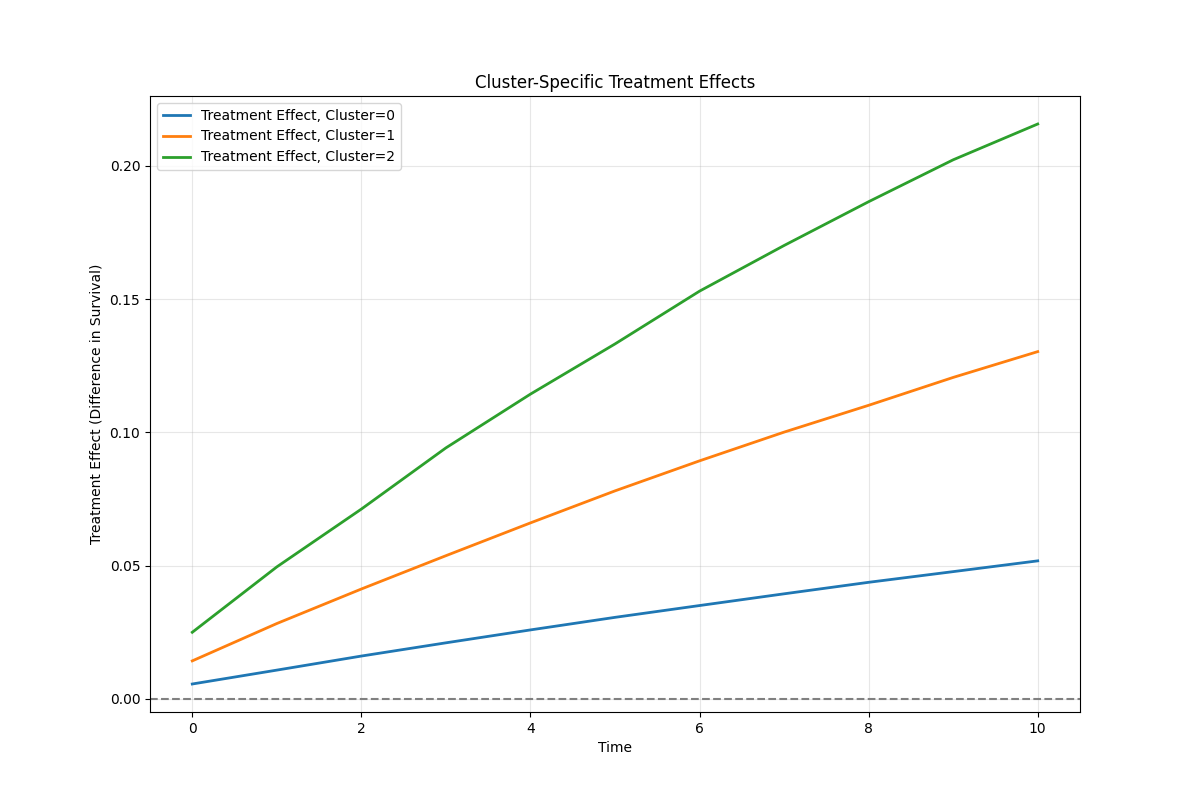 Cluster-Specific Treatment Effects
Treatment Effect, Cluster=0
Treatment Effect, Cluster=1
Treatment Effect, Cluster=2
Treatment Effect (Difference in Survival)
0.20
0.15
0.10
0.05
0.00
0 2 4 6 8 10
Time